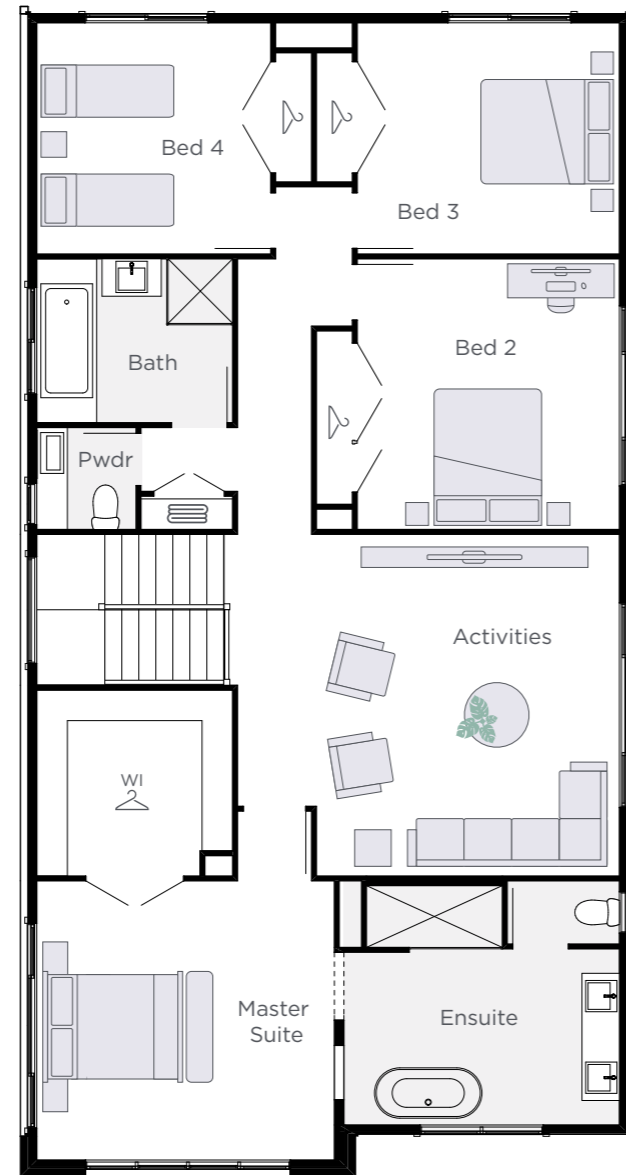 Bed 4
Bed 3
Bath
Bed 2
Pwdr
Activities
WI
Master
Suite
Ensuite